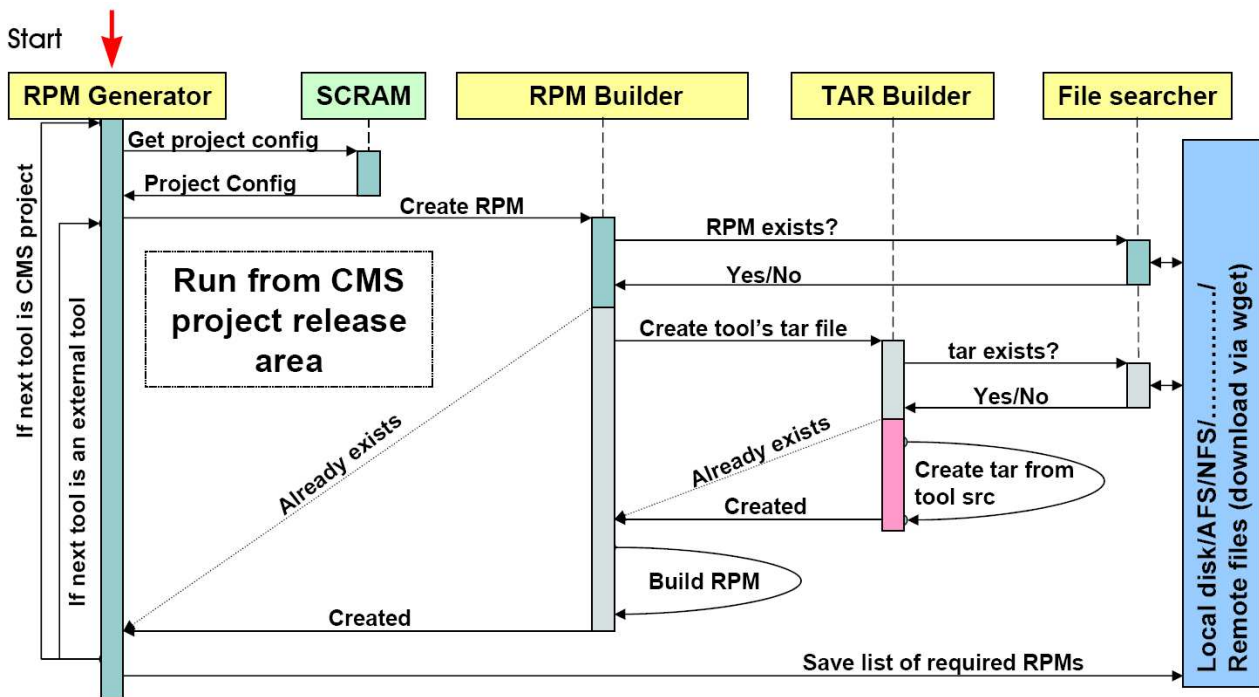 Start
RPM Generator
SCRAM
RPM Builder
TAR Builder
File searcher
Get project config
Project Config
Create RPM
RPM exists?
Yes/No
Run from CMS
project release
area
Create tool's tar file
tar exists?
Yes/No
Already exists
Already exists
Create tar from
tool src
Created
Build RPM
Created
Save list of required RPMs
If next tool is CMS project
If next tool is an external tool
Local disk/AFS/NFS/............../
Remote files (download via wget)